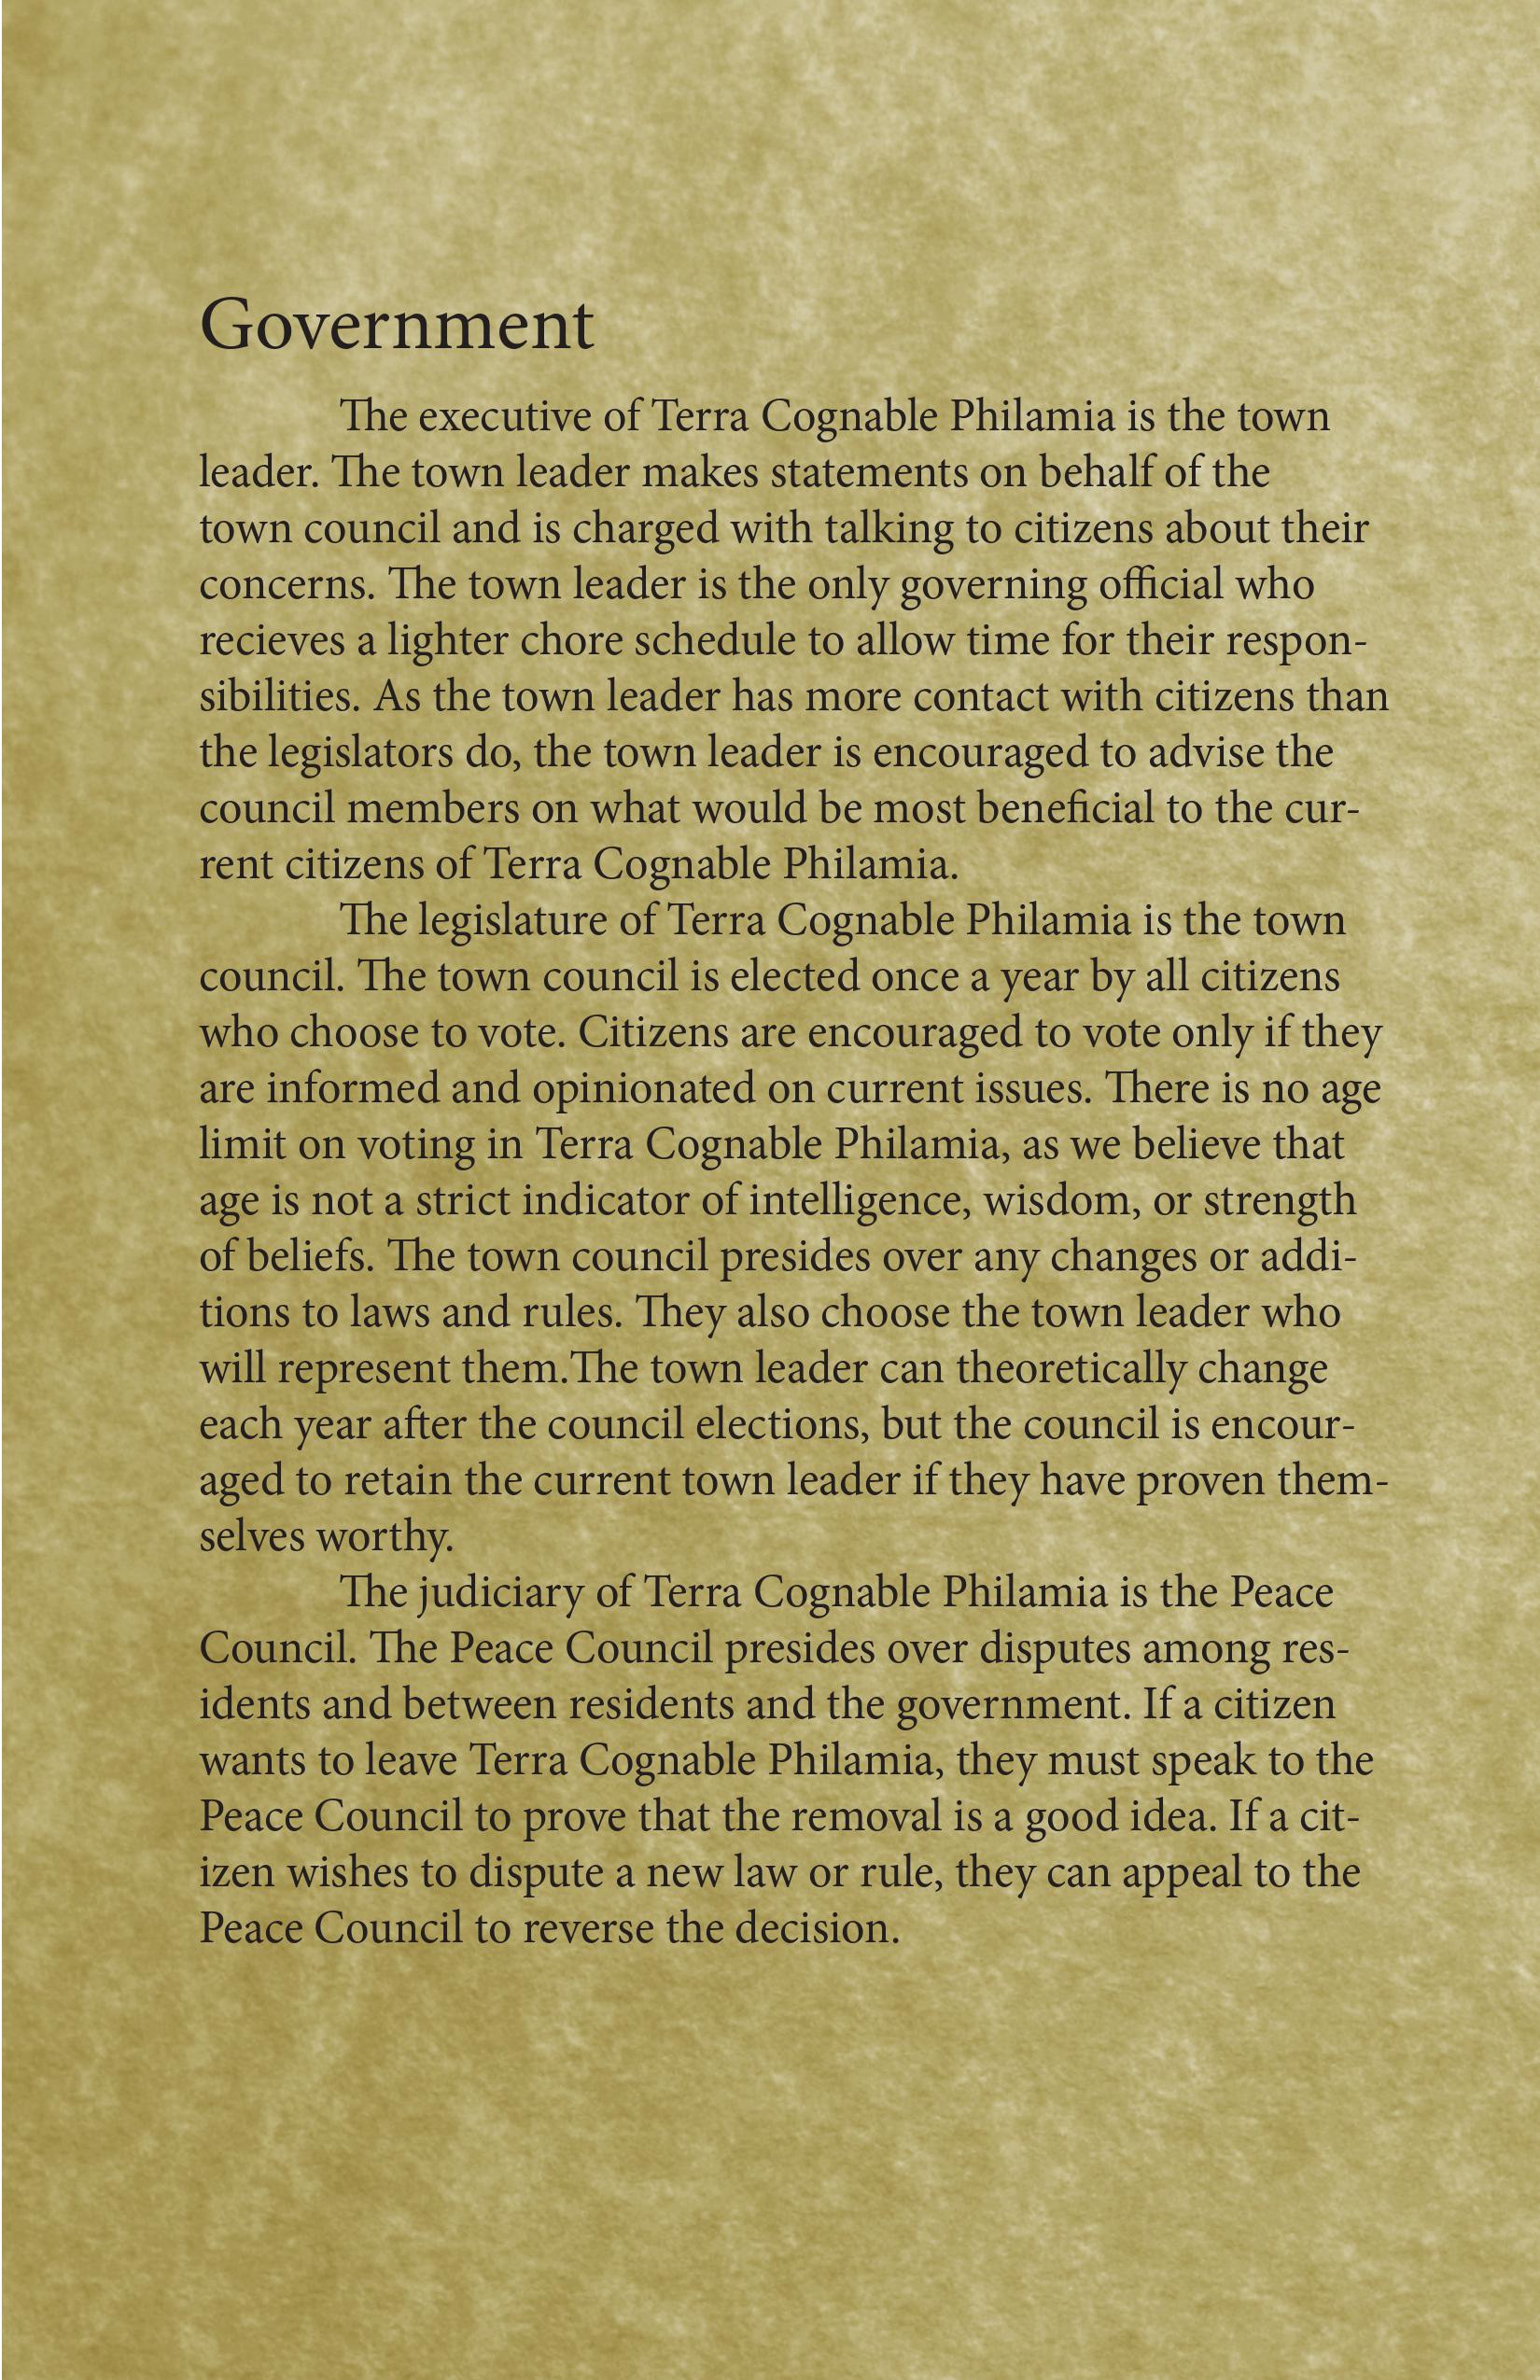 Government
The executive of Terra Cognable Philamia is the town
leader. The town leader makes statements on behalf of the
town council and is charged with talking to citizens about their
concerns. The town leader is the only governing official who
recieves a lighter chore schedule to allow time for their respon-
sibilities. As the town leader has more contact with citizens than
the legislators do, the town leader is encouraged to advise the
council members on what would be most beneficial to the cur-
rent citizens of Terra Cognable Philamia.
The legislature of Terra Cognable Philamia is the town
council. The town council is elected once a year by all citizens
who choose to vote. Citizens are encouraged to vote only if they
are informed and opinionated on current issues. There is no age
limit on voting in Terra Cognable Philamia, as we believe that
age is not a strict indicator of intelligence, wisdom, or strength
of beliefs. The town council presides over any changes or addi-
tions to laws and rules. They also choose the town leader who
will represent them.The town leader can theoretically change
each year after the council elections, but the council is encour-
aged to retain the current town leader if they have proven them-
selves worthy.
The judiciary of Terra Cognable Philamia is the Peace
Council. The Peace Council presides over disputes among res-
idents and between residents and the government. If a citizen
wants to leave Terra Cognable Philamia, they must speak to the
Peace Council to prove that the removal is a good idea. If a cit-
izen wishes to dispute a new law or rule, they can appeal to the
Peace Council to reverse the decision.